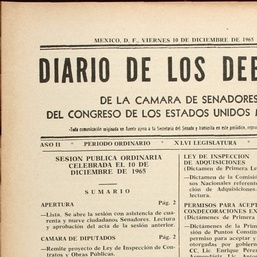 MEXICO, D. F., VIERNES 10 DE DICIEMBRE DE 1965
DIARIO DE LOS DEB
DE LA CAMARA DE SENADORES
DEL CONGRESO DE LOS ESTADOS UNIDOS M
AÑO II PERIODO ORDINARIO XLVI LEGISLATURA
SESION PUBLICA ORDINARIA
CELEBRADA EL 10 DE
DICIEMBRE DE 1965
SUMARIO
APERTURA Pág. 2
—Lista. Se abre la sesión con asistencia de cua-
renta y nueve ciudadanos Senadores. Lectura
y aprobación del acta de la sesión anterior.
CAMARA DE DIPUTADOS Pág. 2
—Remite proyecto de Ley de Inspección de Con-
tratos y Obras Públicas.
LEY DE INSPECCION
DE ADQUISICIONES
(Dictamen de Primera Le
—Dictamen de la Comisión
sos Nacionales referente
ción de Adquisiciones.
lectura.
PERMISOS PARA ACEPT
CONDECORACIONES EX
(Dictámenes de Primera
—Dictámenes de la Primera
ción de Puntos Constit
permiso para aceptar y
otorgadas por gobiernos
CC. Lic. Enrique Pérez